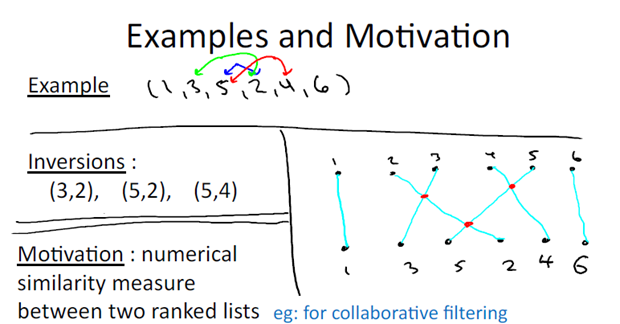 Examples and Motivation
Example (1,3,5,2,4,6)
Inversions :
(3,2), (5,2), (5,4)
1 2 3 4 5 6
1 3 5 2 4 6
Motivation : numerical
similarity measure
between two ranked lists eg: for collaborative filtering